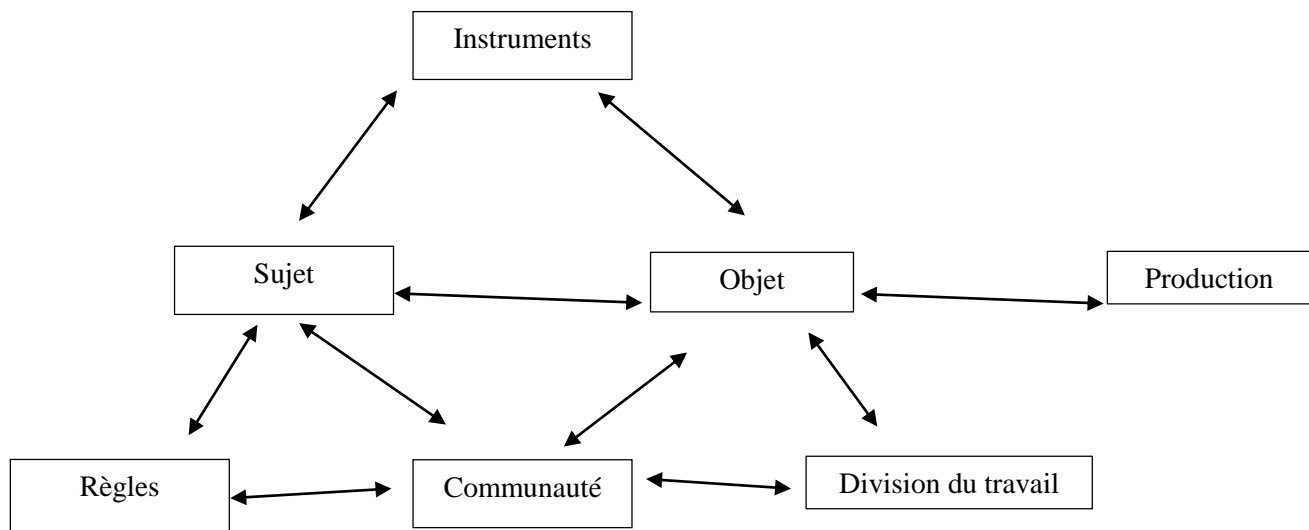 Instruments
Sujet
Objet
Production
Règles
Communauté
Division du travail